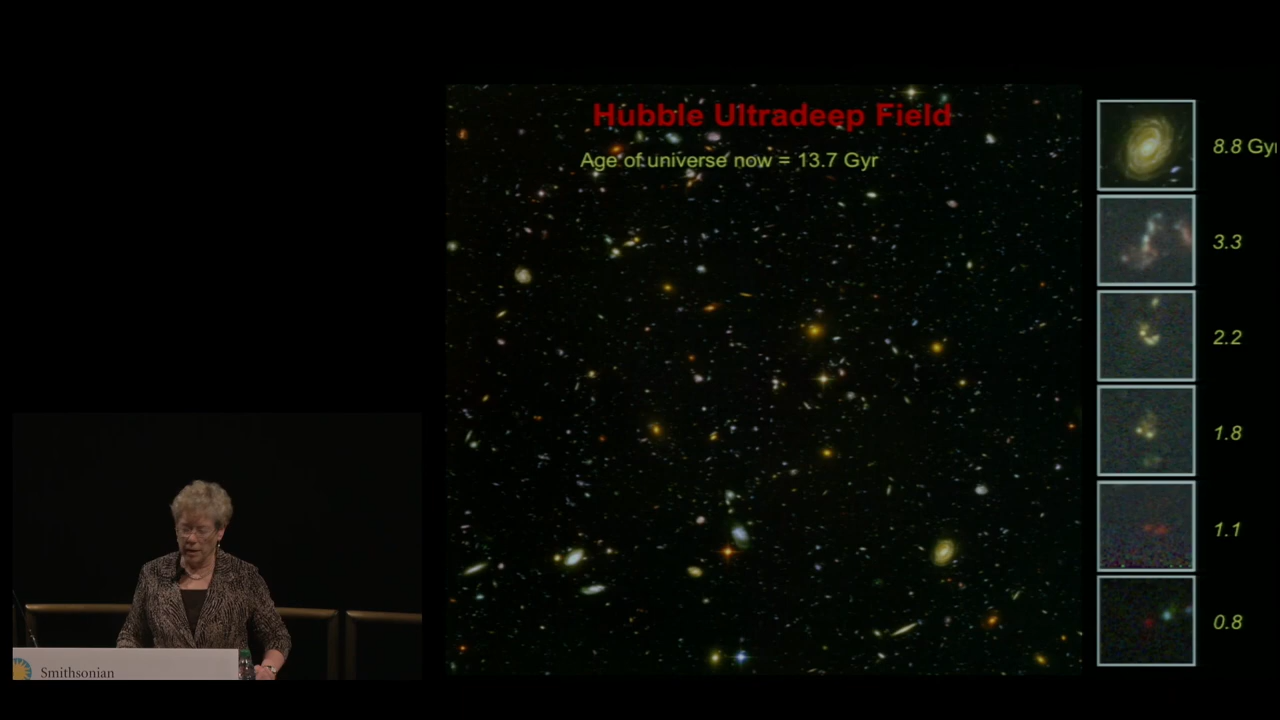 Hubble Ultradeep Field
Age of universe now = 13.7 Gyr
8.8 Gyr
3.3
2.2
1.8
1.1
0.8
Smithsonian